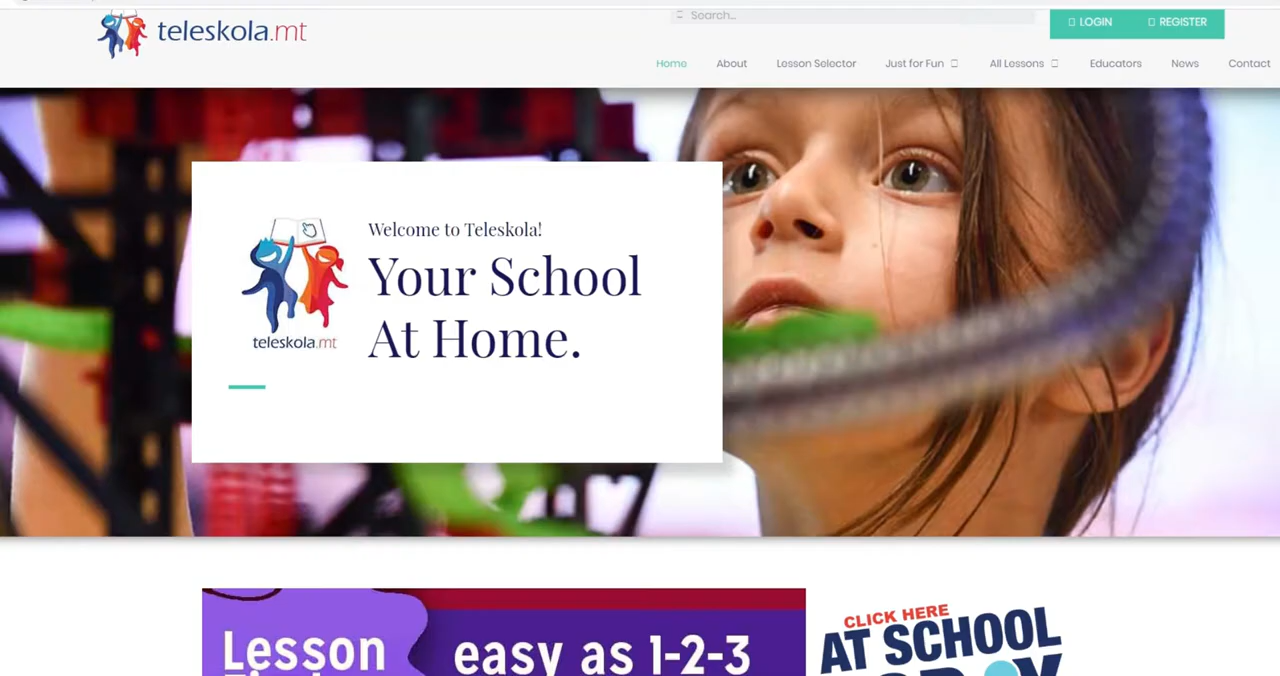 teleskola.mt
Search...
LOGIN
REGISTER
Home
About
Lesson Selector
Just for Fun
All Lessons
Educators
News
Contact
Welcome to Teleskola!
Your School
At Home.
teleskola.mt
Lesson
easy as 1-2-3
CLICK HERE
AT SCHOOL